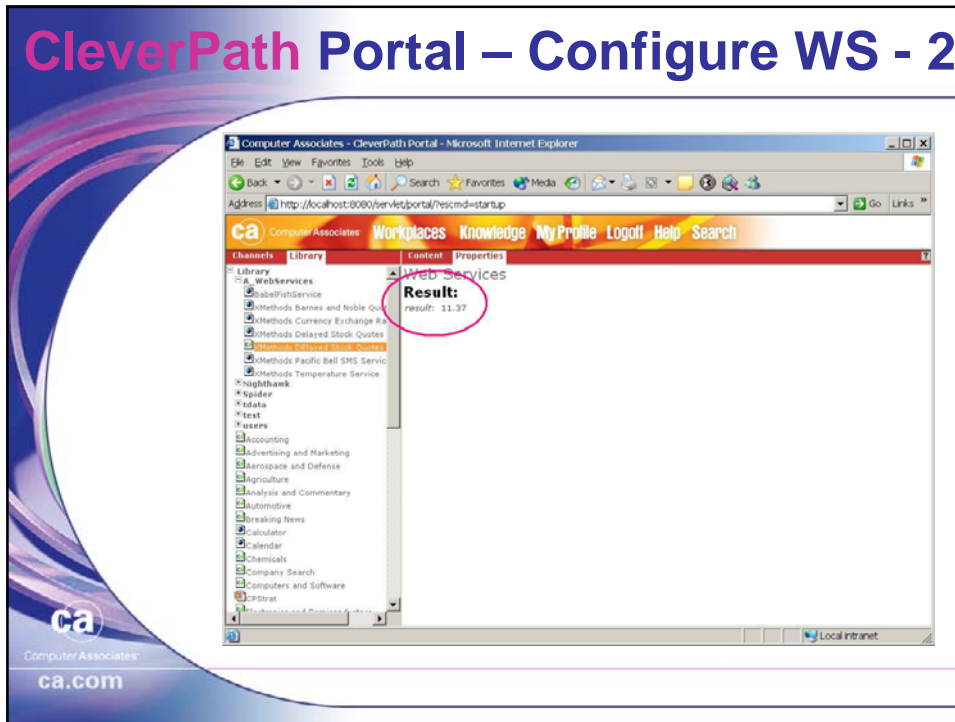 CleverPath Portal – Configure WS - 2
Computer Associates - CleverPath Portal - Microsoft Internet Explorer
File Edit View Favorites Tools Help
Back Search Favorites Media
Address http://localhost:8080/servlet/portal/?escmd=startup Go Links »
ca Computer Associates Workplaces Knowledge My Profile Logoff Help Search
Channels Library Content Properties ?
Library
A_WebServices
BabelFishService
XMethods Barnes and Noble Quo
XMethods Currency Exchange Ra
XMethods Delayed Stock Quotes
XMethods Delayed Stock Quotes
XMethods Pacific Bell SMS Servic
XMethods Temperature Service
Nighthawk
Spider
tdata
test
users
Accounting
Advertising and Marketing
Aerospace and Defense
Agriculture
Analysis and Commentary
Automotive
Breaking News
Calculator
Calendar
Chemicals
Company Search
Computers and Software
CPStrat
Web Services
Result:
result: 11.37
Local intranet
ca
Computer Associates™
ca.com